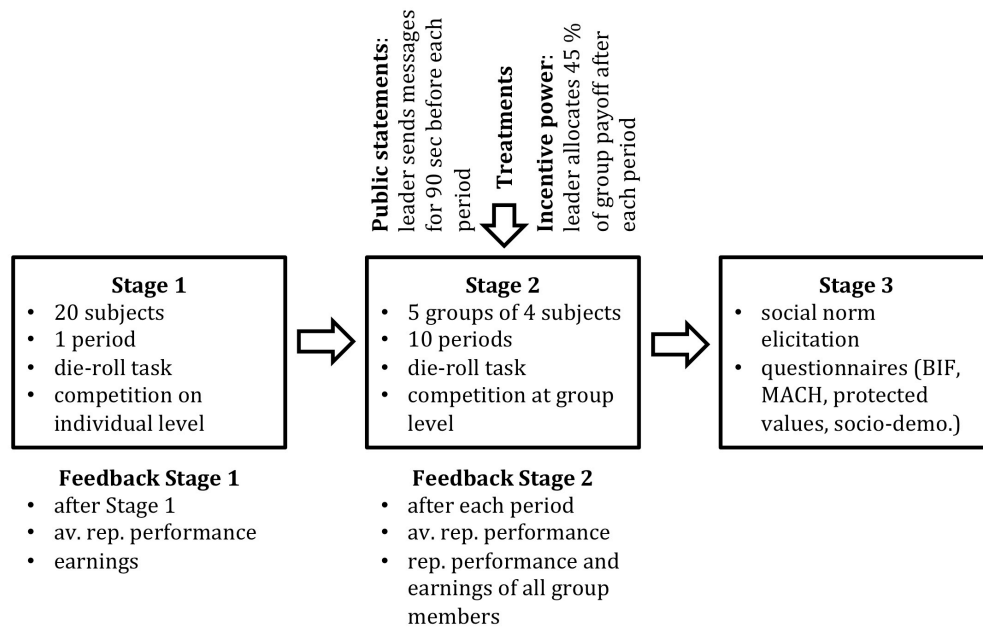 Public statements:
leader sends messages
for 90 sec before each
period
Treatments
Incentive power:
leader allocates 45 %
of group payoff after
each period
Stage 1
• 20 subjects
• 1 period
• die-roll task
• competition on
individual level
Stage 2
• 5 groups of 4 subjects
• 10 periods
• die-roll task
• competition at group
level
Stage 3
• social norm
elicitation
• questionnaires (BIF,
MACH, protected
values, socio-demo.)
Feedback Stage 1
• after Stage 1
• av. rep. performance
• earnings
Feedback Stage 2
• after each period
• av. rep. performance
• rep. performance and
earnings of all group
members